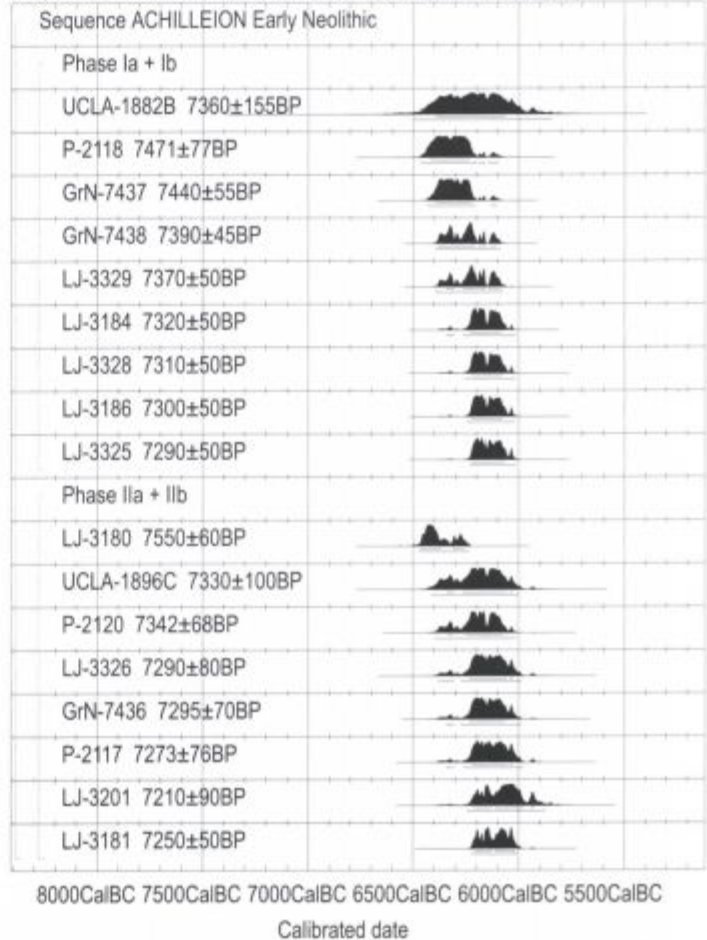 Sequence ACHILLEION Early Neolithic
Phase Ia + Ib
UCLA-1882B 7360±155BP
P-2118 7471±77BP
GrN-7437 7440±55BP
GrN-7438 7390±45BP
LJ-3329 7370±50BP
LJ-3184 7320±50BP
LJ-3328 7310±50BP
LJ-3186 7300±50BP
LJ-3325 7290±50BP
Phase IIa + IIb
LJ-3180 7550±60BP
UCLA-1896C 7330±100BP
P-2120 7342±68BP
LJ-3326 7290±80BP
GrN-7436 7295±70BP
P-2117 7273±76BP
LJ-3201 7210±90BP
LJ-3181 7250±50BP
8000CalBC 7500CalBC 7000CalBC 6500CalBC 6000CalBC 5500CalBC
Calibrated date